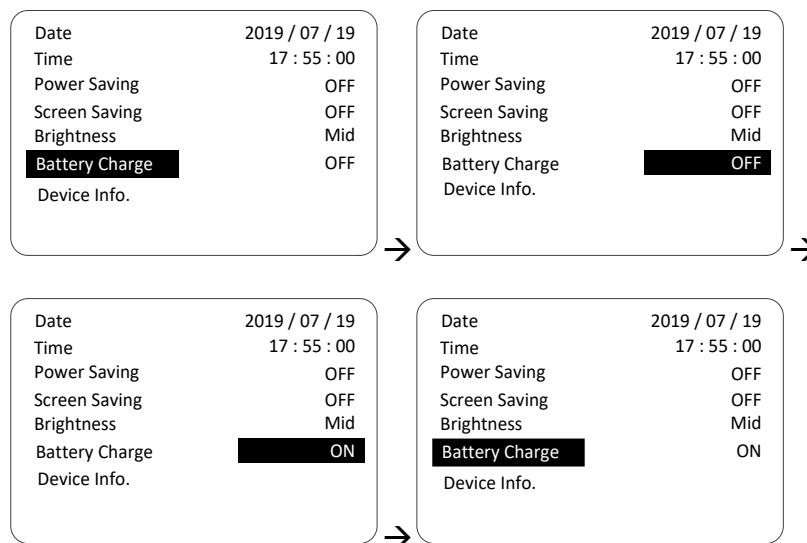 Date 2019 / 07 / 19
Time 17 : 55 : 00
Power Saving OFF
Screen Saving OFF
Brightness Mid
Battery Charge OFF
Device Info.
→
Date 2019 / 07 / 19
Time 17 : 55 : 00
Power Saving OFF
Screen Saving OFF
Brightness Mid
Battery Charge OFF
Device Info.
→
Date 2019 / 07 / 19
Time 17 : 55 : 00
Power Saving OFF
Screen Saving OFF
Brightness Mid
Battery Charge ON
Device Info.
→
Date 2019 / 07 / 19
Time 17 : 55 : 00
Power Saving OFF
Screen Saving OFF
Brightness Mid
Battery Charge ON
Device Info.